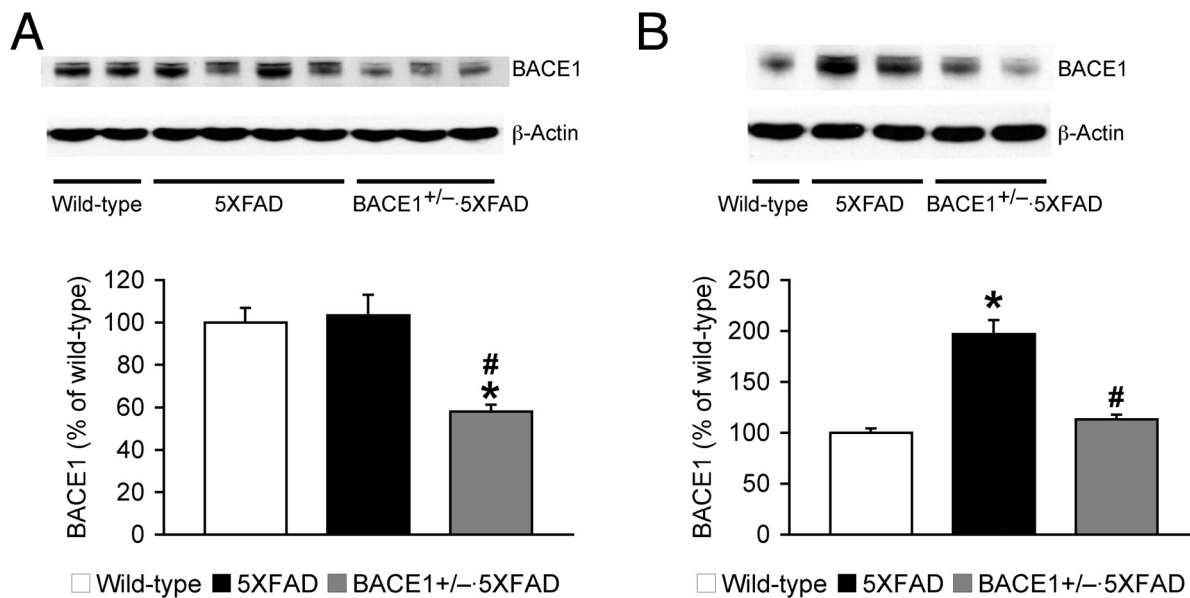 A
BACE1
β-Actin
Wild-type 5XFAD BACE1+/–·5XFAD
BACE1 (% of wild-type)
120
100
80
60
40
20
0
#
*
Wild-type 5XFAD BACE1+/–·5XFAD
B
BACE1
β-Actin
Wild-type 5XFAD BACE1+/–·5XFAD
BACE1 (% of wild-type)
250
200
150
100
50
0
*
#
Wild-type 5XFAD BACE1+/–·5XFAD